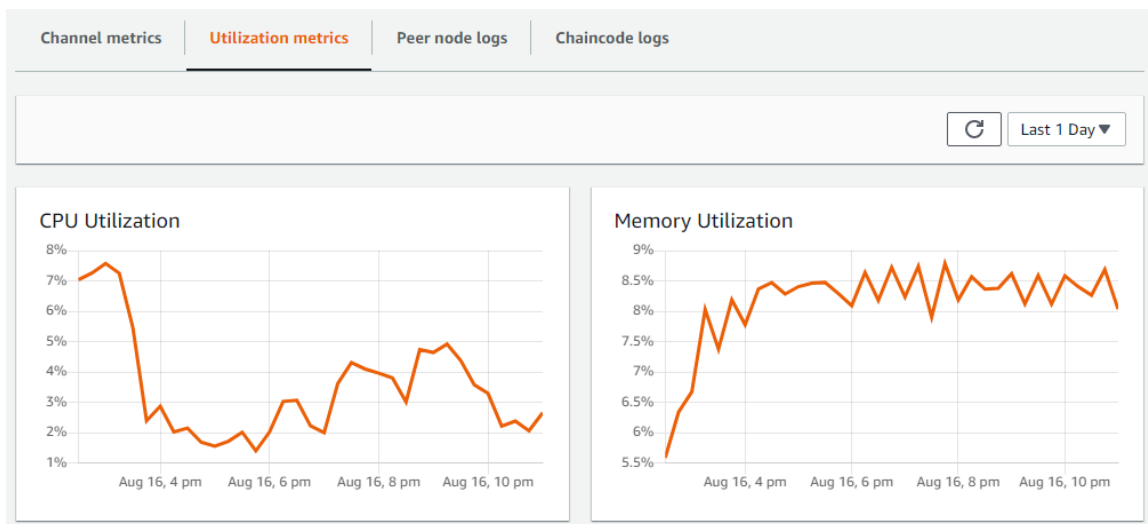 Channel metrics
Utilization metrics
Peer node logs
Chaincode logs
Last 1 Day
CPU Utilization
8%
7%
6%
5%
4%
3%
2%
1%
Aug 16, 4 pm
Aug 16, 6 pm
Aug 16, 8 pm
Aug 16, 10 pm
Memory Utilization
9%
8.5%
8%
7.5%
7%
6.5%
6%
5.5%
Aug 16, 4 pm
Aug 16, 6 pm
Aug 16, 8 pm
Aug 16, 10 pm